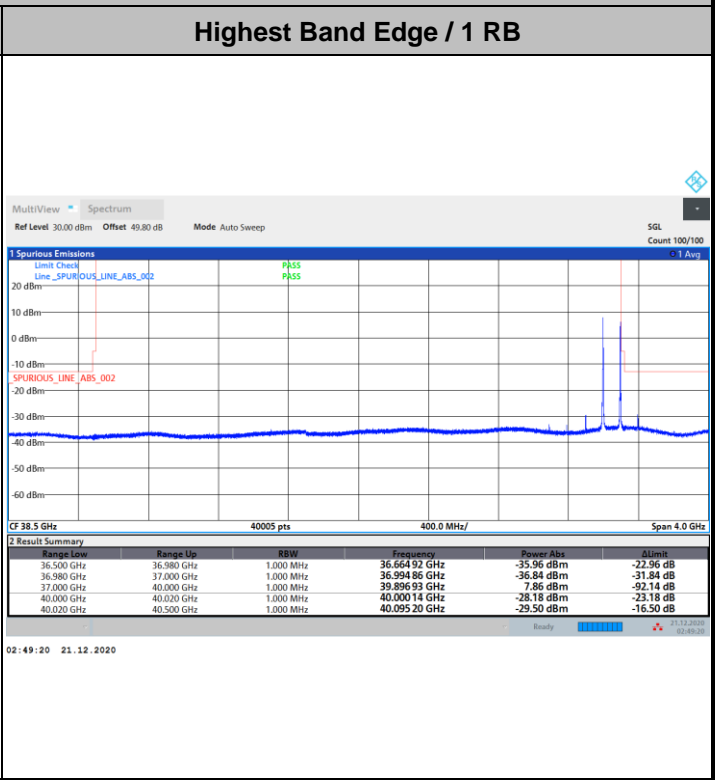 Highest Band Edge / 1 RB
MultiView Spectrum
Ref Level 30.00 dBm Offset 49.80 dB Mode Auto Sweep SGL
Count 100/100
1 Spurious Emissions 1 Avg
Limit Check PASS
Line _SPURIOUS_LINE_ABS_002 PASS
20 dBm
10 dBm
0 dBm
-10 dBm
_SPURIOUS_LINE_ABS_002
-20 dBm
-30 dBm
-40 dBm
-50 dBm
-60 dBm
CF 38.5 GHz 40005 pts 400.0 MHz/ Span 4.0 GHz
2 Result Summary
Range Low Range Up RBW Frequency Power Abs ΔLimit
36.500 GHz 36.980 GHz 1.000 MHz 36.664 92 GHz -35.96 dBm -22.96 dB
36.980 GHz 37.000 GHz 1.000 MHz 36.994 86 GHz -36.84 dBm -31.84 dB
37.000 GHz 40.000 GHz 1.000 MHz 39.896 93 GHz 7.86 dBm -92.14 dB
40.000 GHz 40.020 GHz 1.000 MHz 40.000 14 GHz -28.18 dBm -23.18 dB
40.020 GHz 40.500 GHz 1.000 MHz 40.095 20 GHz -29.50 dBm -16.50 dB
Ready 21.12.2020
02:49:20
02:49:20 21.12.2020